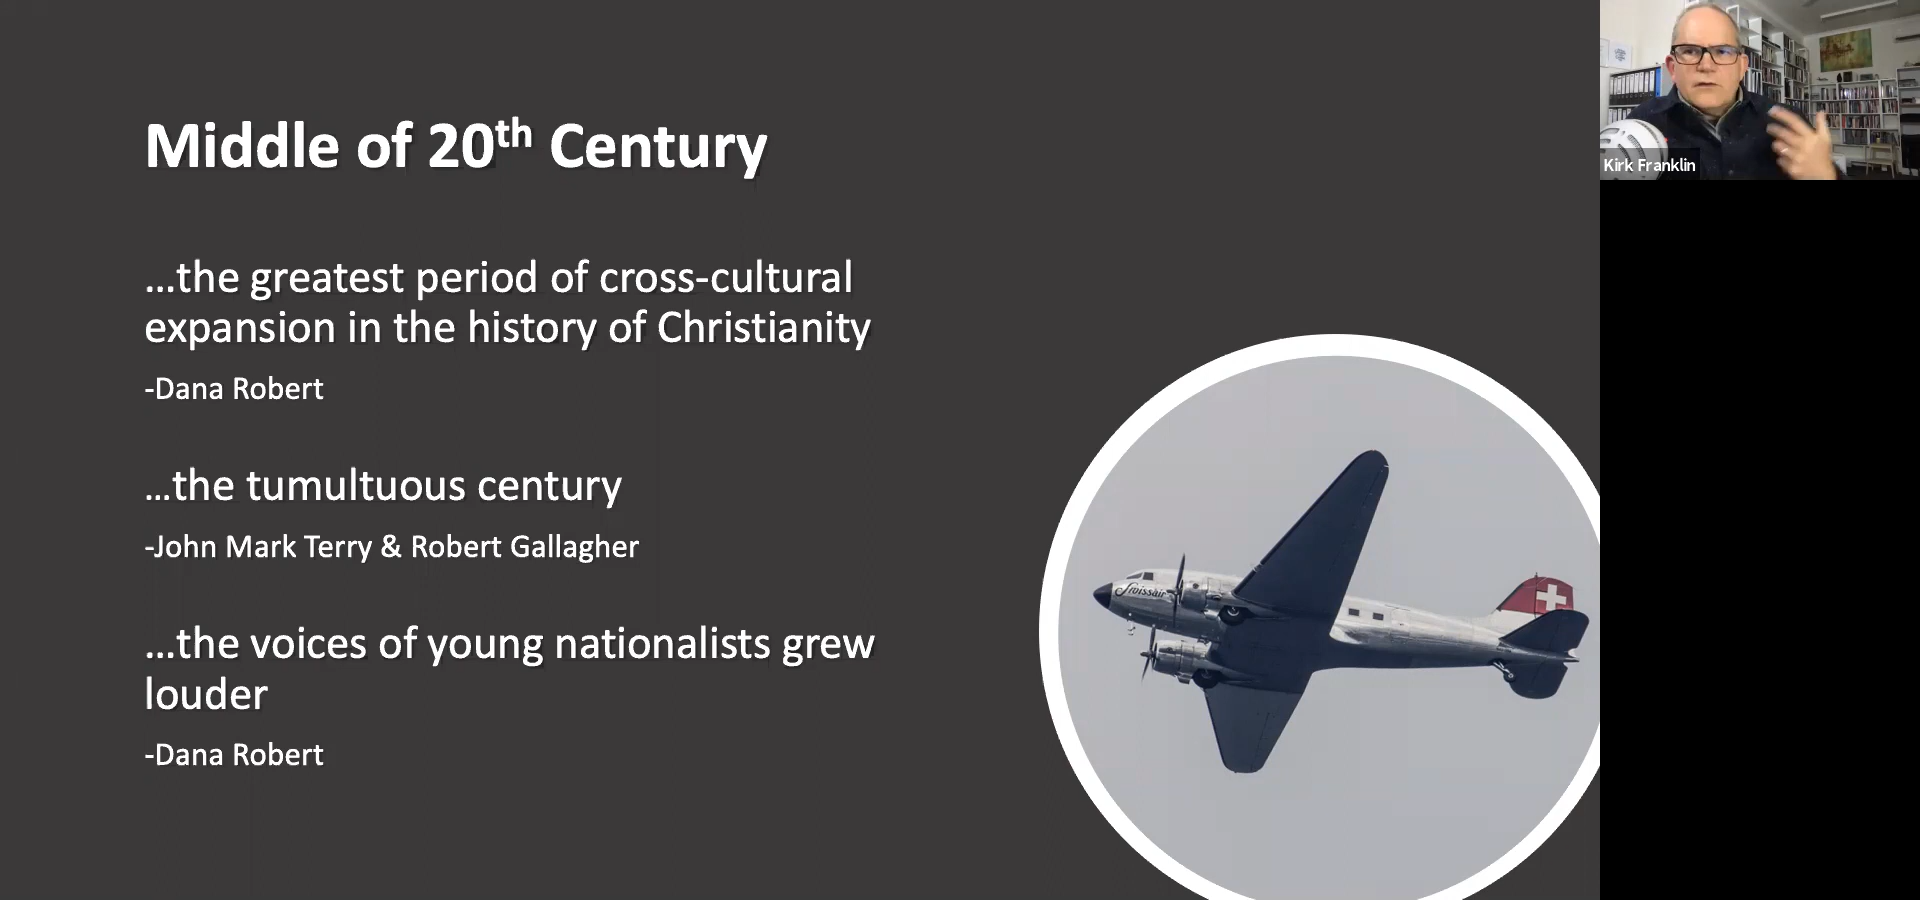 Middle of 20th Century
...the greatest period of cross-cultural
expansion in the history of Christianity
-Dana Robert
...the tumultuous century
-John Mark Terry & Robert Gallagher
...the voices of young nationalists grew
louder
-Dana Robert
Swissair
Kirk Franklin